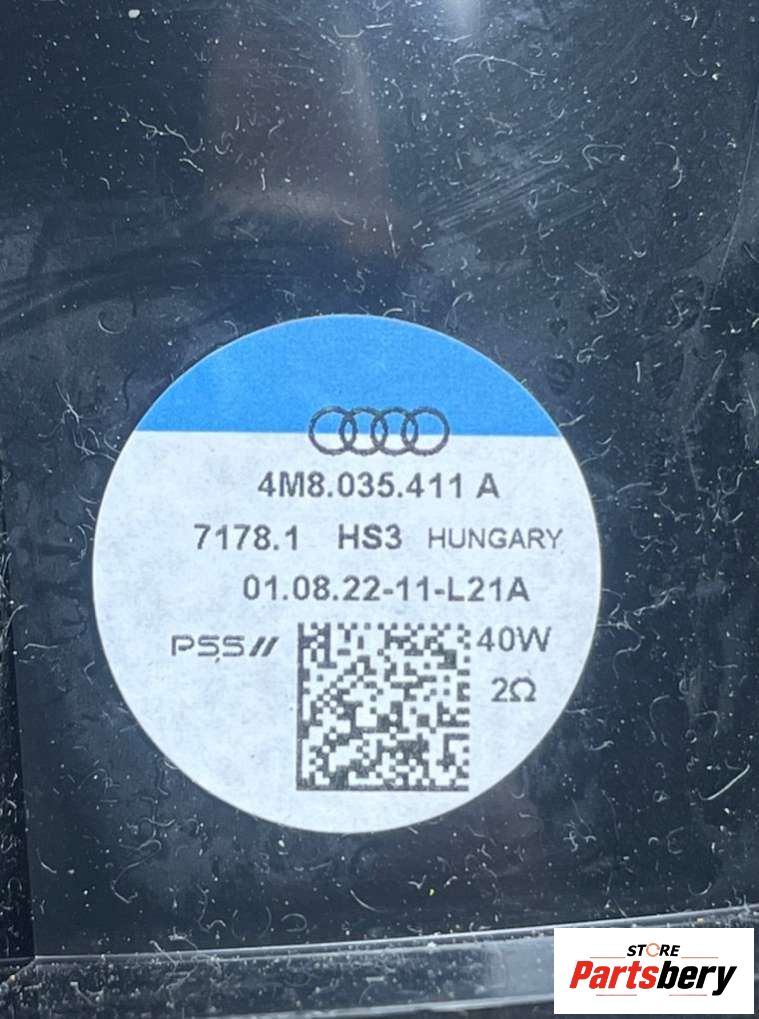 4M8.035.411 A
7178.1 HS3 HUNGARY
01.08.22-11-L21A
PSS// 40W
2Ω
STORE
Partsbery